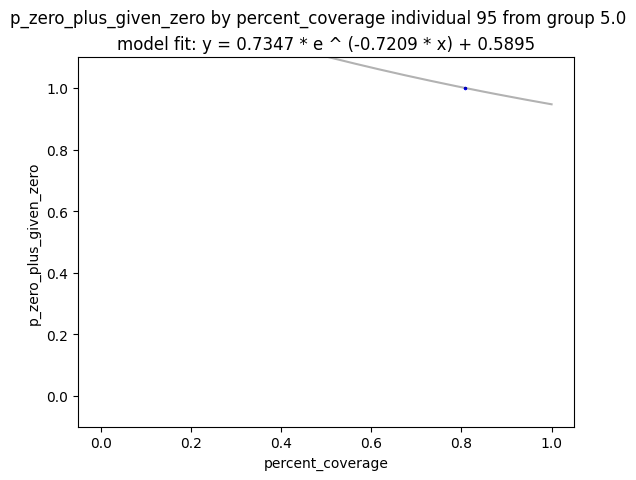 p_zero_plus_given_zero by percent_coverage individual 95 from group 5.0
model fit: y = 0.7347 * e ^ (-0.7209 * x) + 0.5895
1.0
0.8
0.6
0.4
0.2
0.0
p_zero_plus_given_zero
0.0 0.2 0.4 0.6 0.8 1.0
percent_coverage